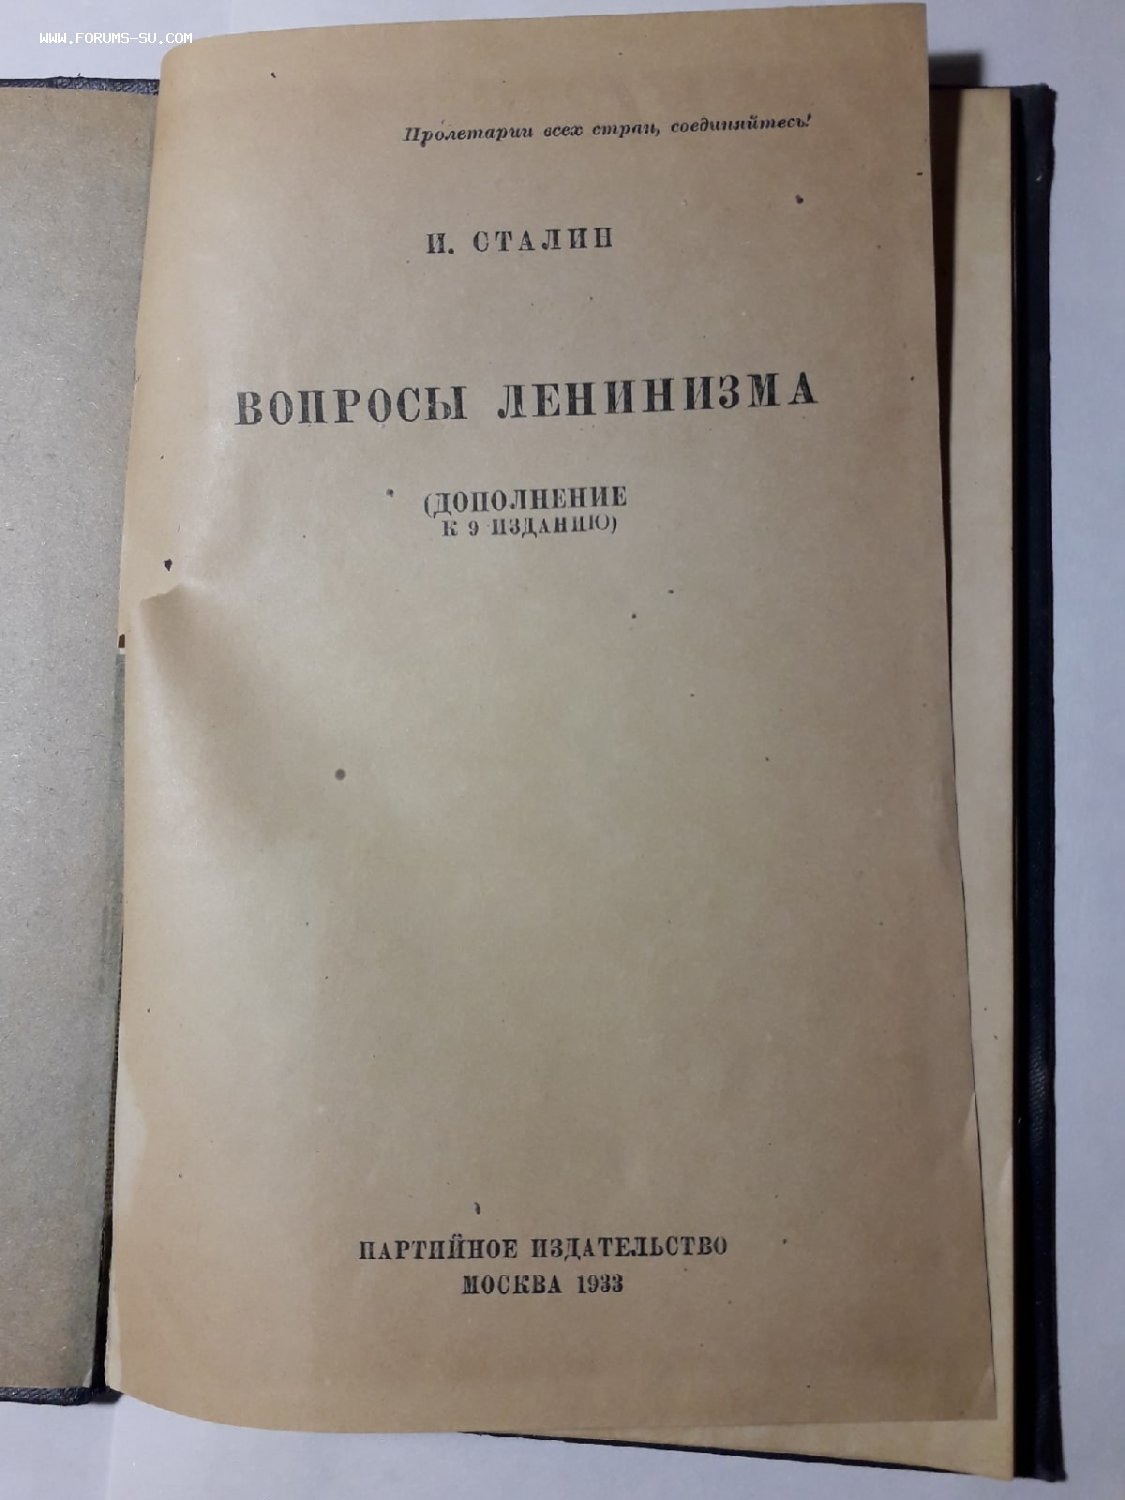 WWW.FORUMS-SU.COM
Пролетарии всех стран, соединяйтесь!
И. СТАЛИН
ВОПРОСЫ ЛЕНИНИЗМА
(ДОПОЛНЕНИЕ
К 9 ИЗДАНИЮ)
ПАРТИЙНОЕ ИЗДАТЕЛЬСТВО
МОСКВА 1933